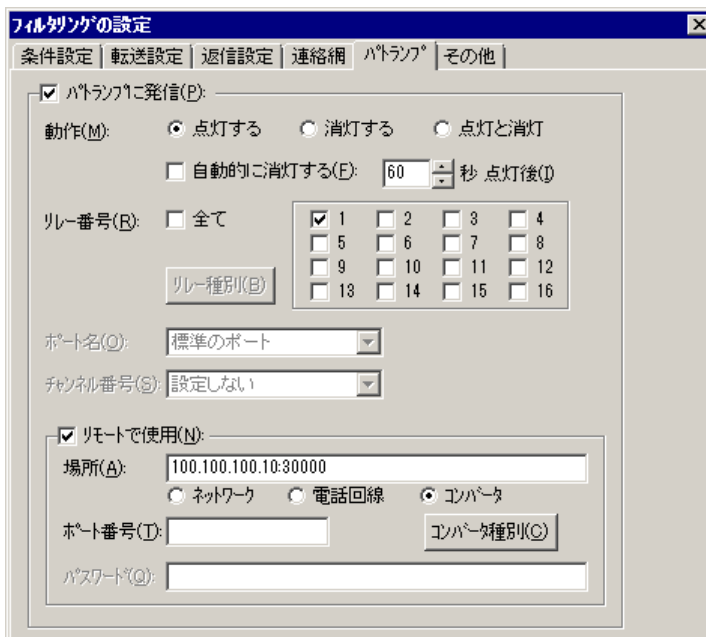 フィルタリングの設定
条件設定 転送設定 返信設定 連絡網 パトランプ その他
パトランプに発信(P):
動作(M): 点灯する 消灯する 点灯と消灯
自動的に消灯する(F): 60 秒 点灯後(I)
リレー番号(R): 全て
1 2 3 4
5 6 7 8
9 10 11 12
13 14 15 16
リレー種別(B)
ポート名(O): 標準のポート
チャンネル番号(S): 設定しない
リモートで使用(N):
場所(A): 100.100.100.10:30000
ネットワーク 電話回線 コンバータ
ポート番号(T): コンバータ種別(C)
パスワード(Q):